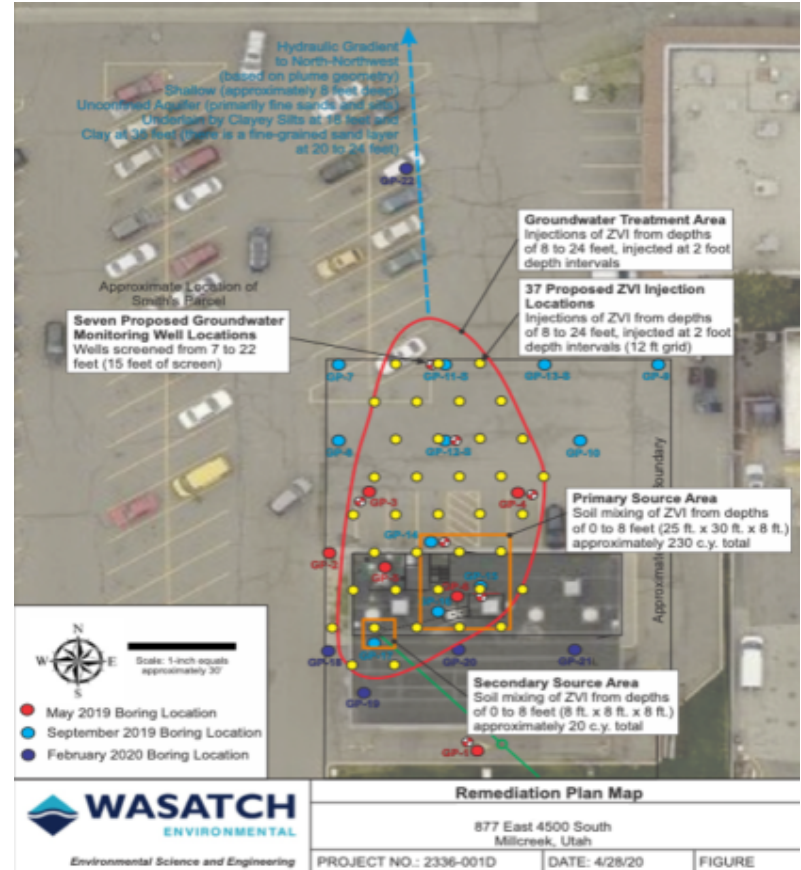 Hydraulic Gradient
to North-Northwest
(based on plume geometry)
Shallow (approximately 8 feet deep)
Unconfined Aquifer (primarily fine sands and silts)
Underlain by Clayey Silts at 18 feet and
Clay at 35 feet (there is a fine-grained sand layer
at 20 to 24 feet)
GP-22
Groundwater Treatment Area
Injections of ZVI from depths
of 8 to 24 feet, injected at 2 foot
depth intervals
37 Proposed ZVI Injection
Locations
Injections of ZVI from depths
of 8 to 24 feet, injected at 2 foot
depth intervals (12 ft grid)
Approximate Location of
Smith's Parcel
Seven Proposed Groundwater
Monitoring Well Locations
Wells screened from 7 to 22
feet (15 feet of screen)
GP-7
GP-11-S
GP-13-S
GP-12-S
GP-10
GP-3
GP-4
Primary Source Area
Soil mixing of ZVI from depths
of 0 to 8 feet (25 ft. x 30 ft. x 8 ft.)
approximately 230 c.y. total
GP-14
GP-2
GP-18
GP-20
GP-21
GP-19
Secondary Source Area
Soil mixing of ZVI from depths
of 0 to 8 feet (8 ft. x 8 ft. x 8 ft.)
approximately 20 c.y. total
GP-1
N
W E
S
Scale: 1-inch equals
approximately 30'
May 2019 Boring Location
September 2019 Boring Location
February 2020 Boring Location
WASATCH
ENVIRONMENTAL
Environmental Science and Engineering
Remediation Plan Map
877 East 4500 South
Millcreek, Utah
PROJECT NO.: 2336-001D
DATE: 4/28/20
FIGURE